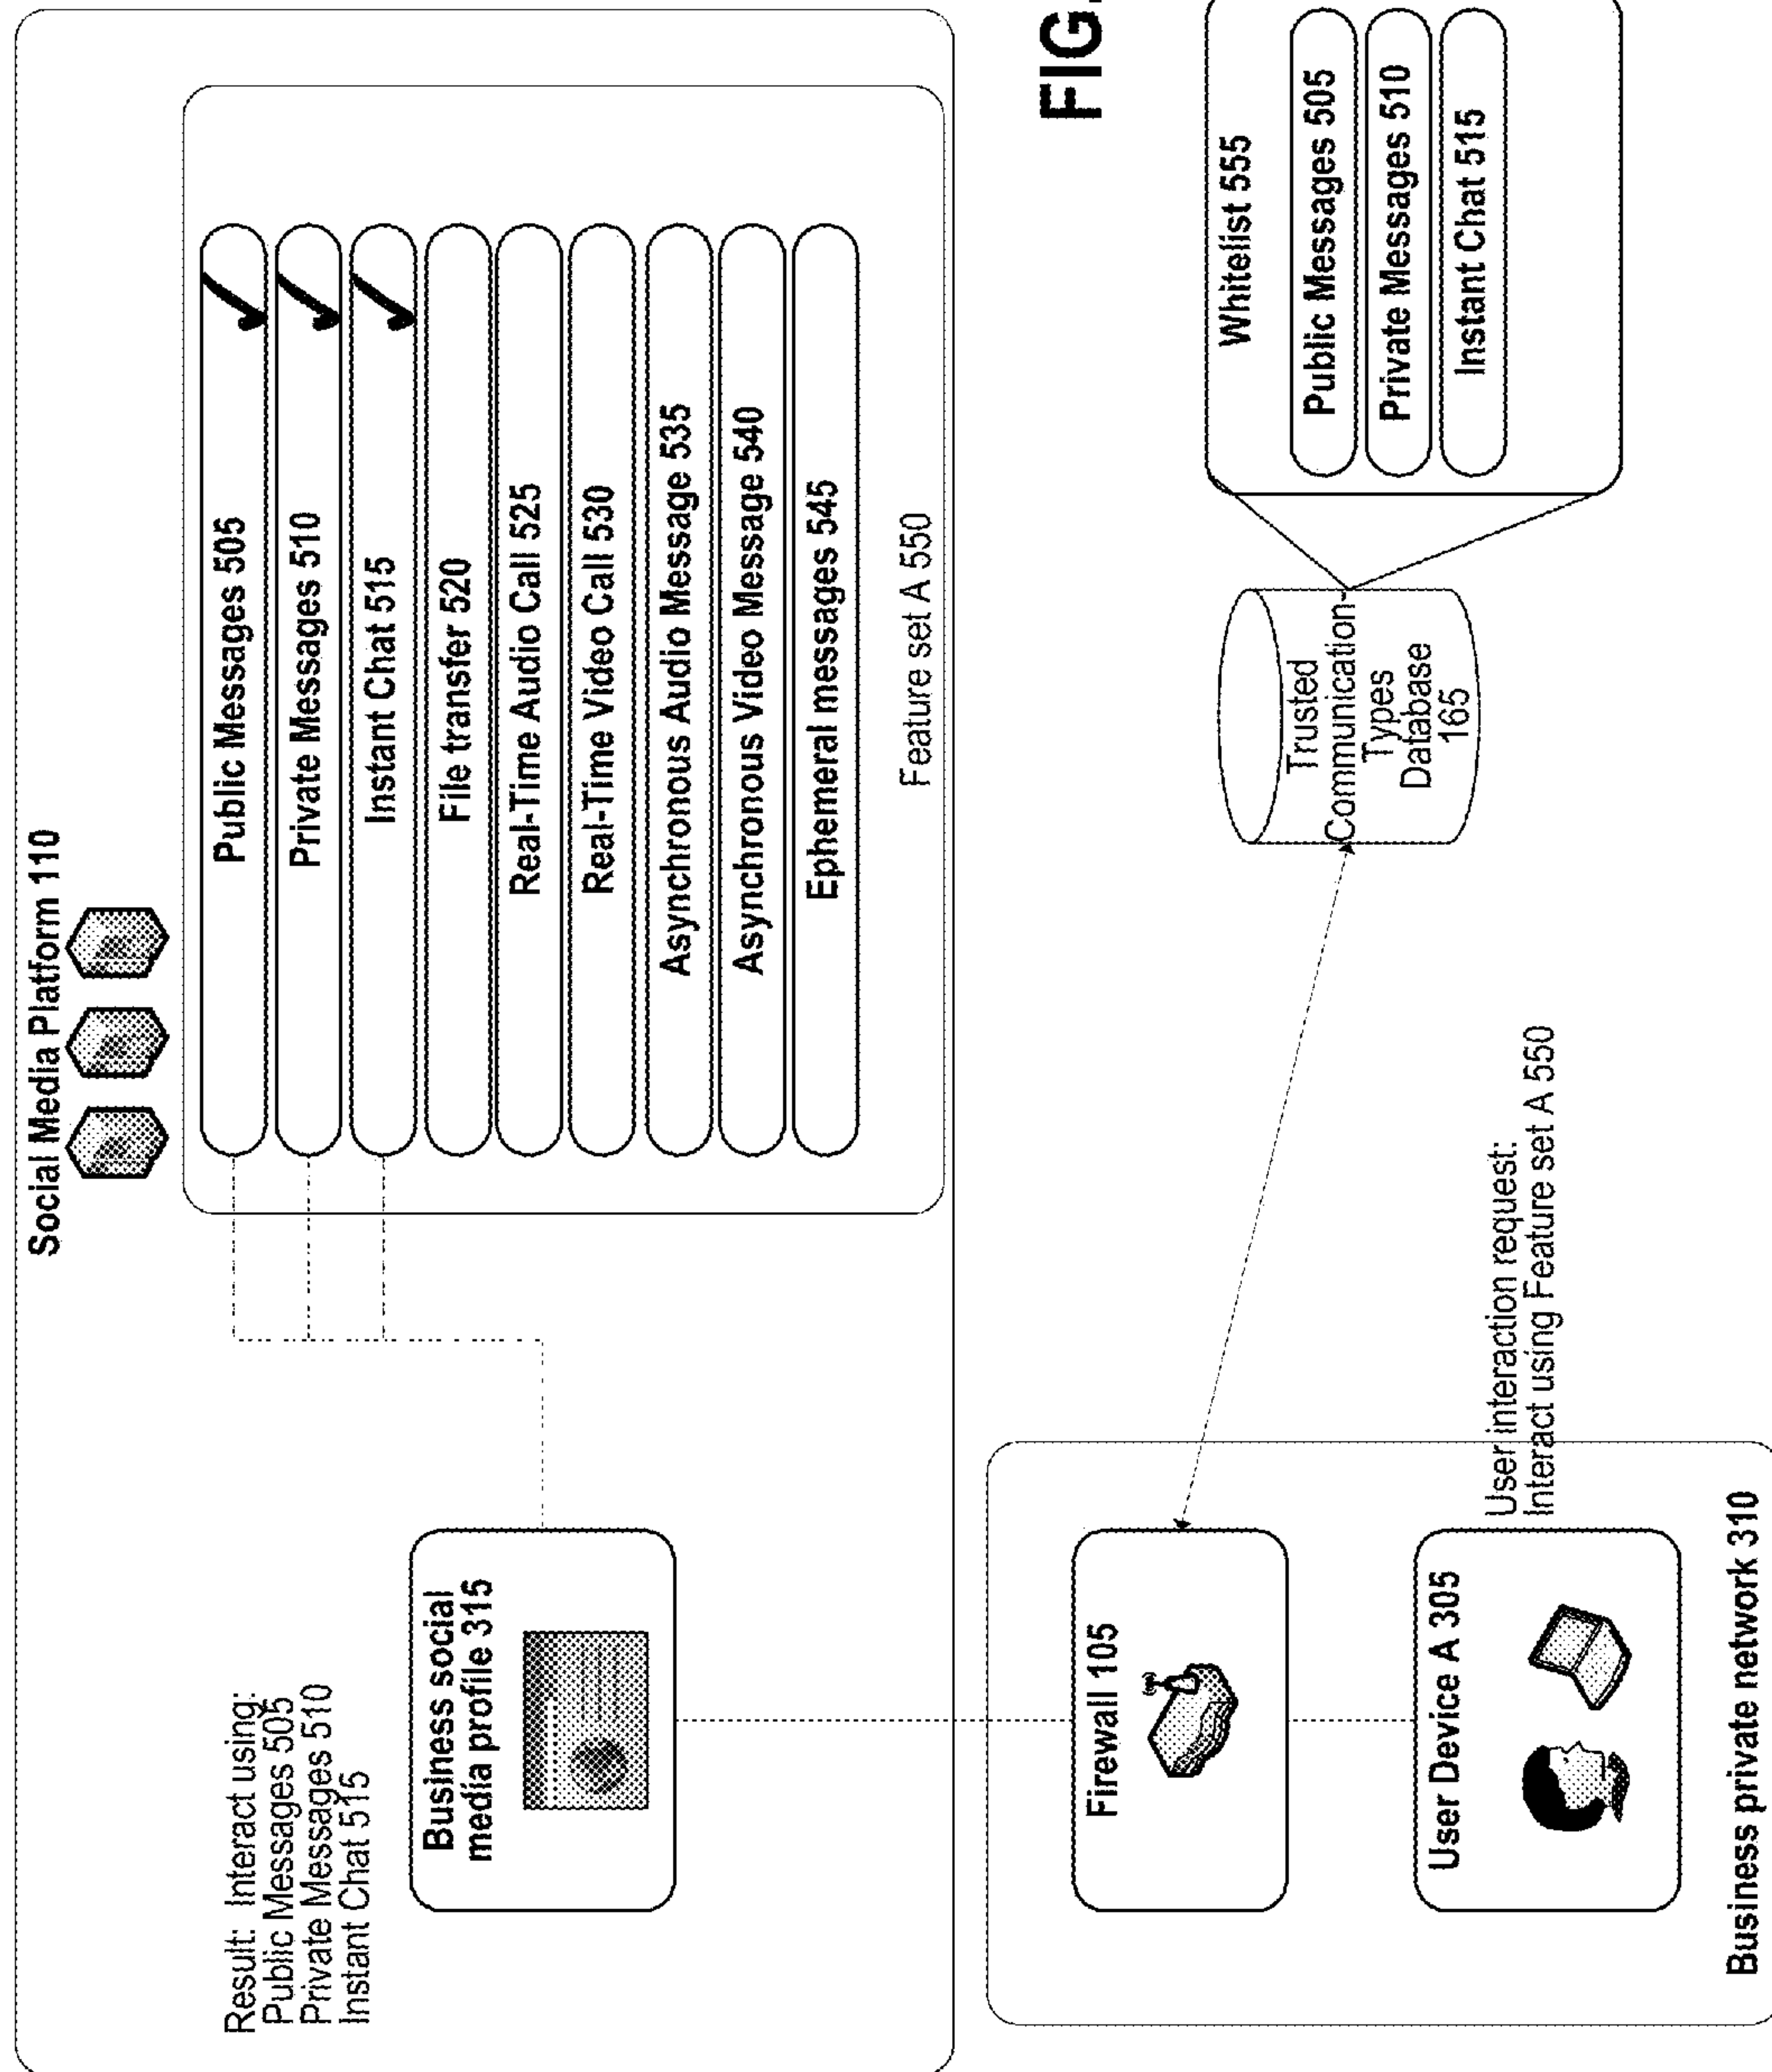 Social Media Platform 110
Result: Interact using:
Public Messages 505
Private Messages 510
Instant Chat 515
Business social
media profile 315
Public Messages 505
Private Messages 510
Instant Chat 515
File transfer 520
Real-Time Audio Call 525
Real-Time Video Call 530
Asynchronous Audio Message 535
Asynchronous Video Message 540
Ephemeral messages 545
Feature set A 550
Firewall 105
User Device A 305
Business private network 310
User interaction request:
Interact using Feature set A 550
Trusted
Communication
Types
Database
165
Whitelist 555
Public Messages 505
Private Messages 510
Instant Chat 515
FIG.